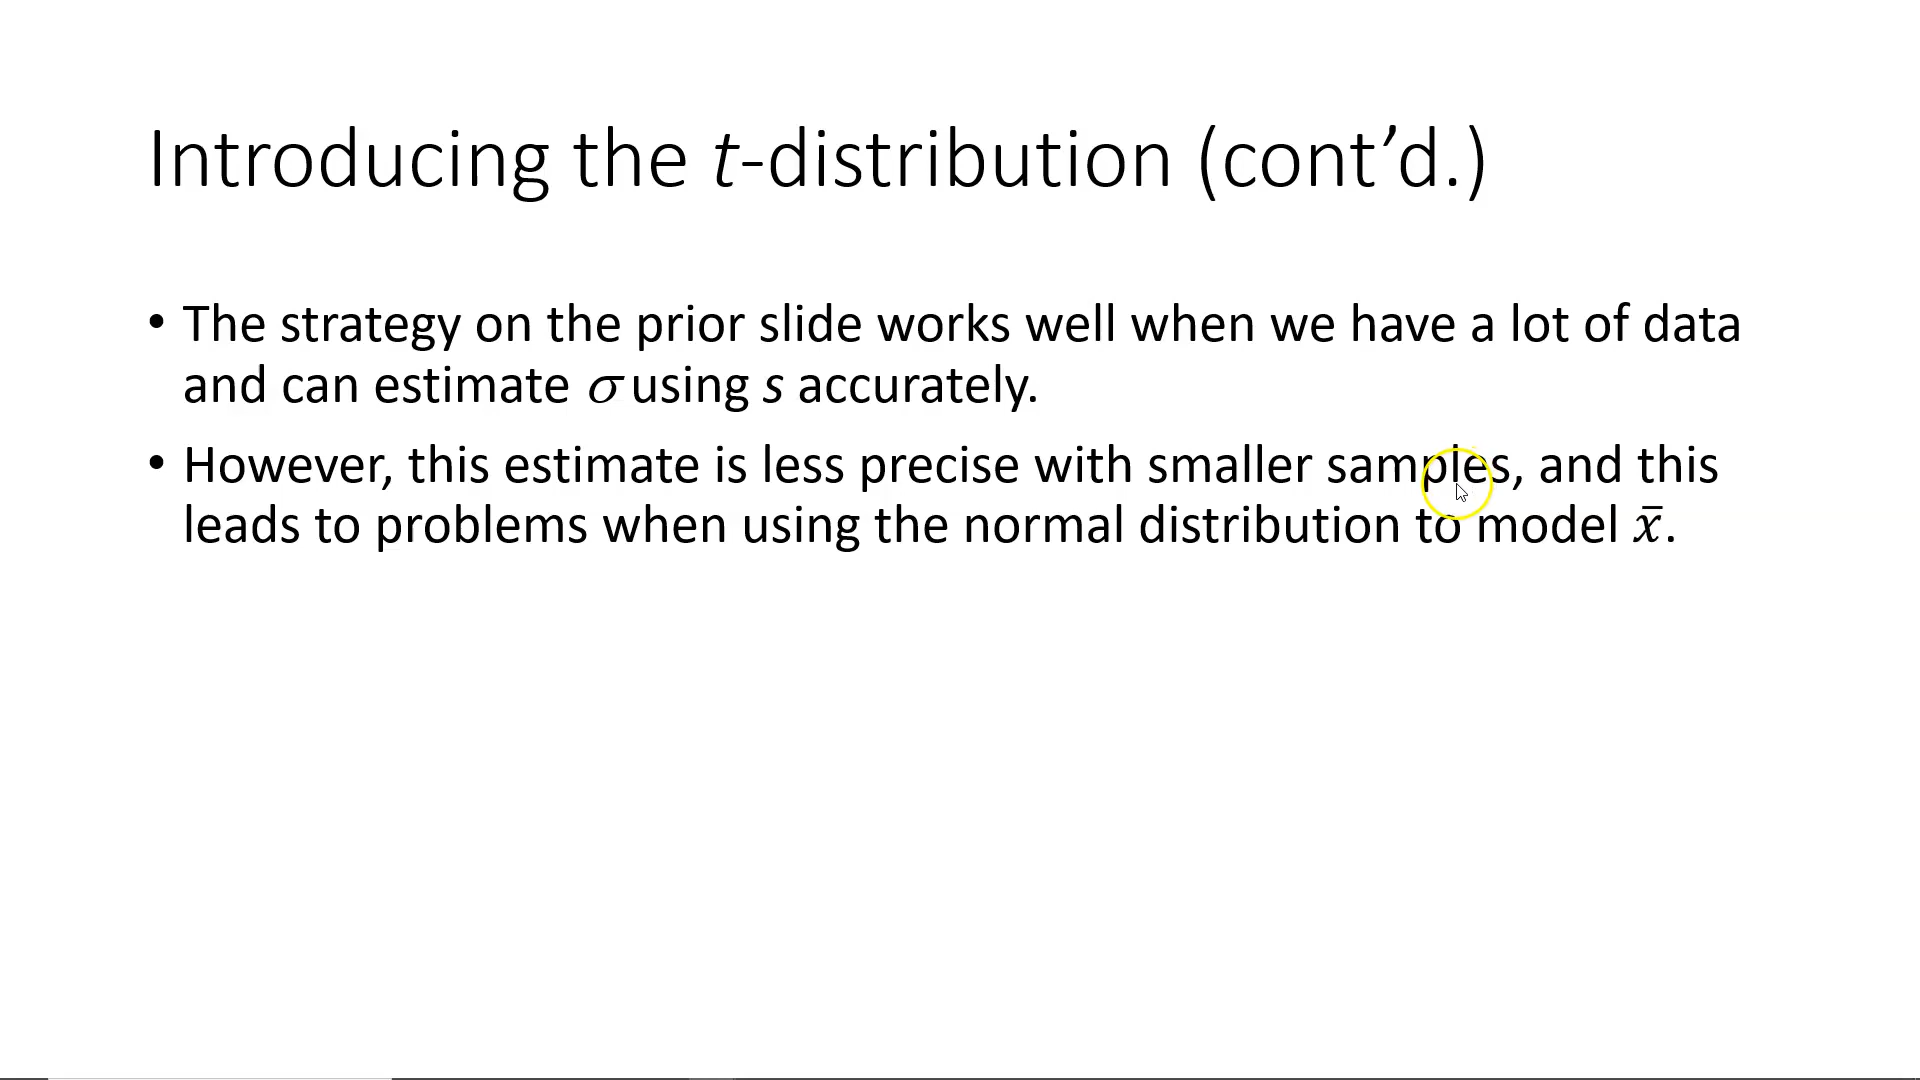 Introducing the t-distribution (cont’d.)
• The strategy on the prior slide works well when we have a lot of data
and can estimate σ using s accurately.
• However, this estimate is less precise with smaller samples, and this
leads to problems when using the normal distribution to model x̄.